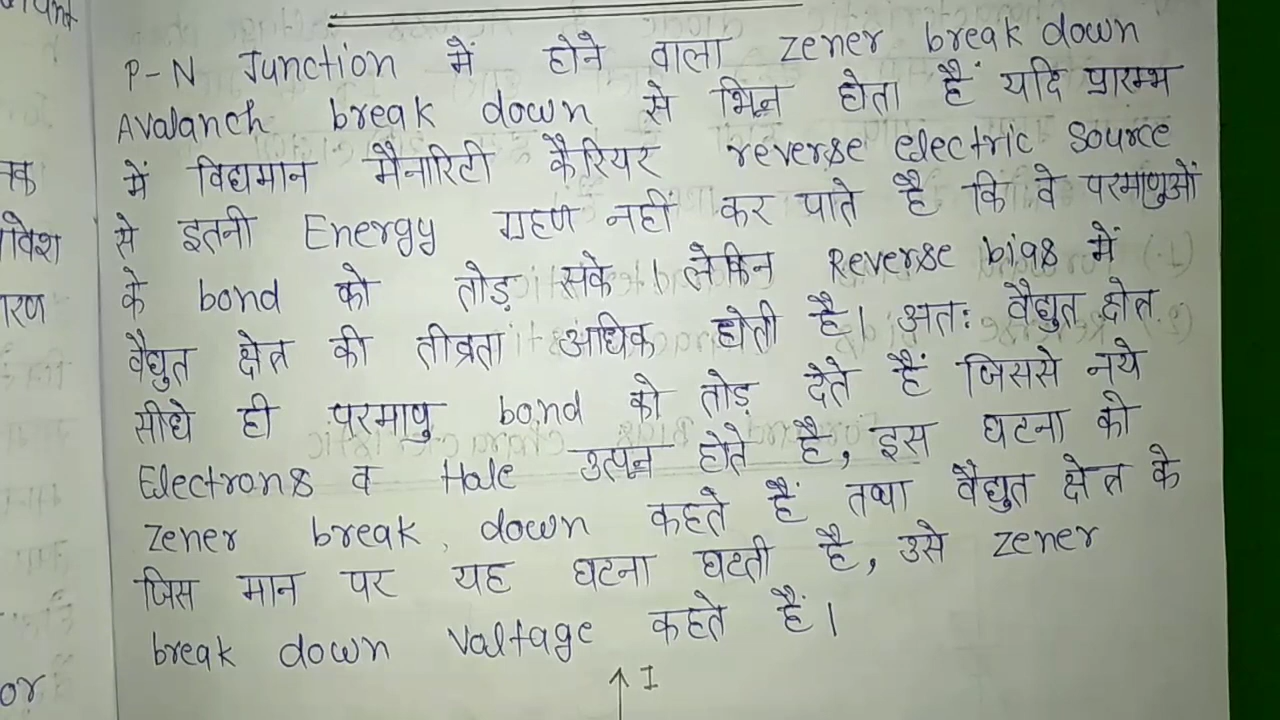 P-N Junction में होने वाला zener break down
Avalanch break down से भिन्न होता है यदि प्रारम्भ
में विद्यमान मैनारिटी कैरियर reverse electric source
से इतनी Energy ग्रहण नहीं कर पाते है कि वे परमाणुओं
के bond को तोड़ सके। लेकिन Reverse bias में
वैद्युत क्षेत्र की तीव्रता अधिक होती है। अतः वैद्युत क्षेत्र
सीधे ही परमाणु bond को तोड़ देते हैं जिससे नये
Electrons व Hole उत्पन्न होते है, इस घटना को
zener break down कहते हैं तथा वैद्युत क्षेत्र के
जिस मान पर यह घटना घटती है, उसे zener
break down Voltage कहते हैं।
I
विश
रण
or